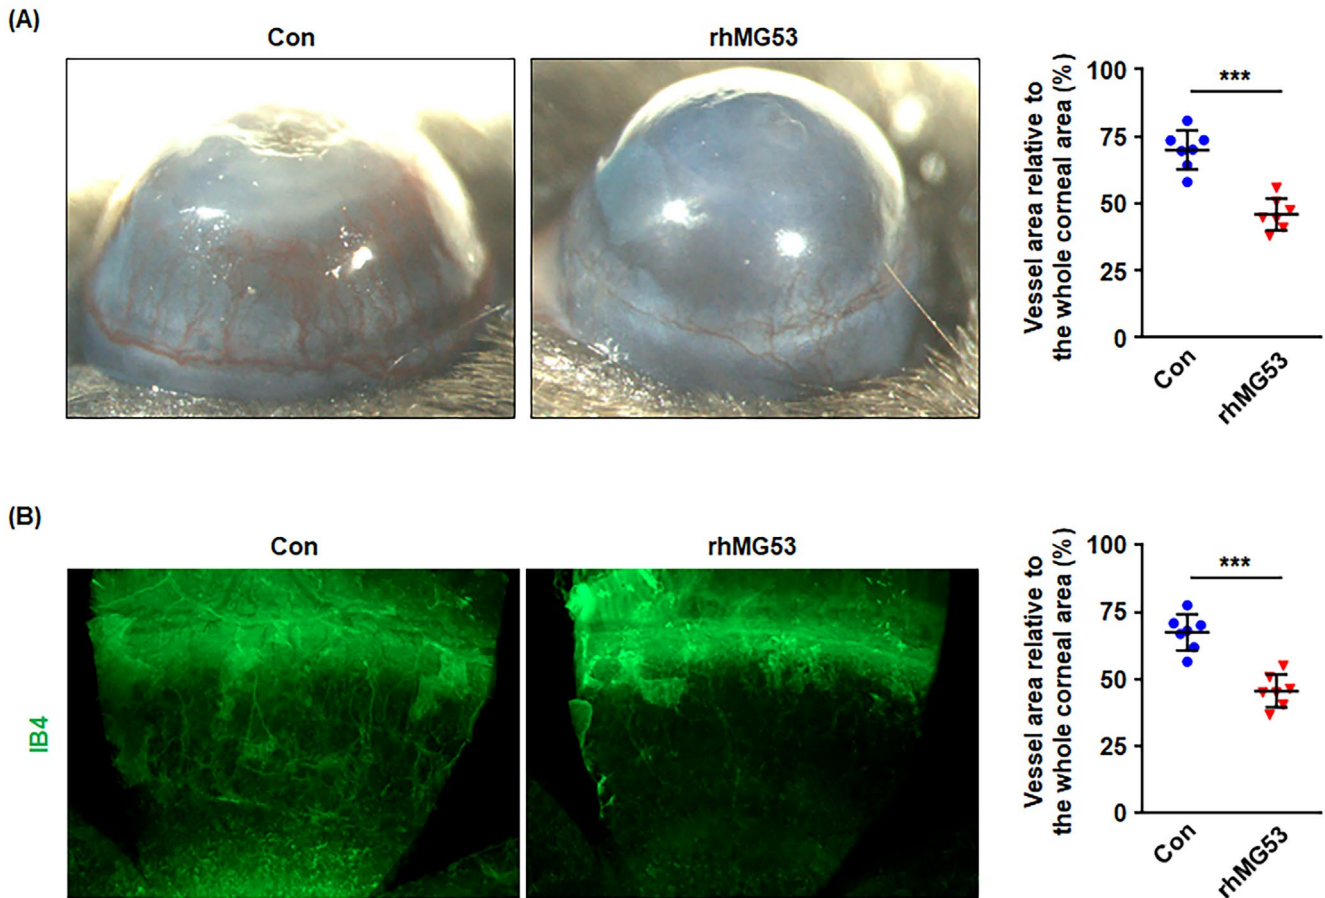 (A)
Con
rhMG53
Vessel area relative to
the whole corneal area (%)
100
75
50
25
0
***
Con
rhMG53
(B)
Con
rhMG53
IB4
Vessel area relative to
the whole corneal area (%)
100
75
50
25
0
***
Con
rhMG53